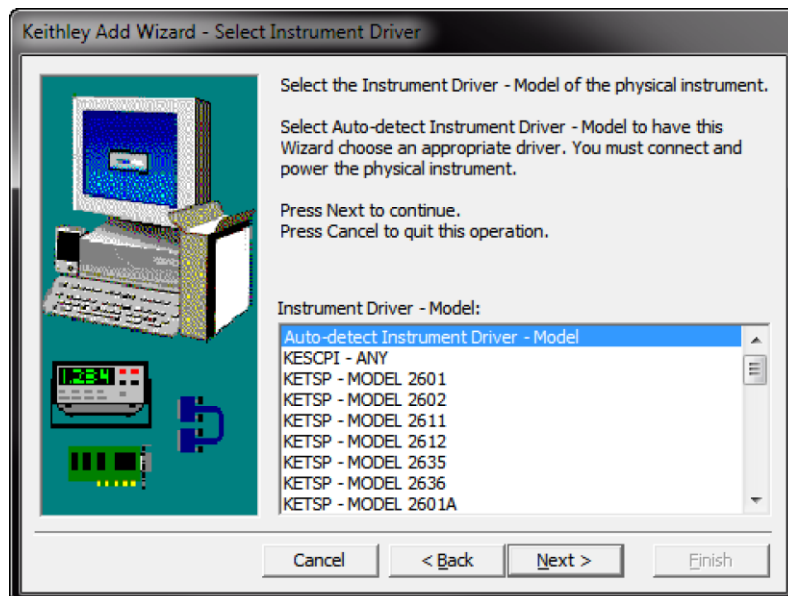 Keithley Add Wizard - Select Instrument Driver
Select the Instrument Driver - Model of the physical instrument.
Select Auto-detect Instrument Driver - Model to have this
Wizard choose an appropriate driver. You must connect and
power the physical instrument.
Press Next to continue.
Press Cancel to quit this operation.
Instrument Driver - Model:
Auto-detect Instrument Driver - Model
KESCPI - ANY
KETSP - MODEL 2601
KETSP - MODEL 2602
KETSP - MODEL 2611
KETSP - MODEL 2612
KETSP - MODEL 2635
KETSP - MODEL 2636
KETSP - MODEL 2601A
1.234
Cancel
< Back
Next >
Finish